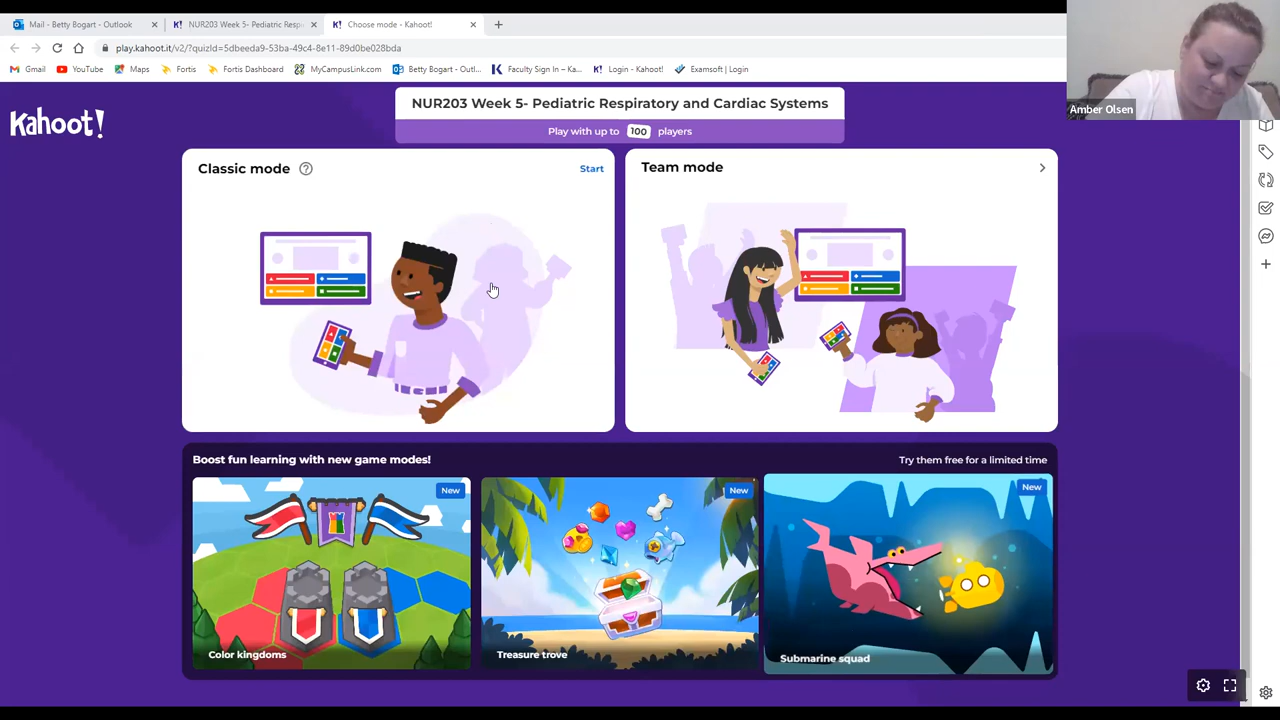 Mail - Betty Bogart - Outlook
NUR203 Week 5- Pediatric Respi
Choose mode - Kahoot!
play.kahoot.it/v2/?quizId=5dbeeda9-53ba-49c4-8e11-89d0be028bda
Gmail
YouTube
Maps
Fortis
Fortis Dashboard
MyCampusLink.com
Betty Bogart - Outl...
Faculty Sign In – Ka...
Login - Kahoot!
Examsoft | Login
Amber Olsen
Kahoot!
NUR203 Week 5- Pediatric Respiratory and Cardiac Systems
Play with up to 100 players
Classic mode ?
Start
Team mode
Boost fun learning with new game modes!
Try them free for a limited time
New
New
New
Color kingdoms
Treasure trove
Submarine squad